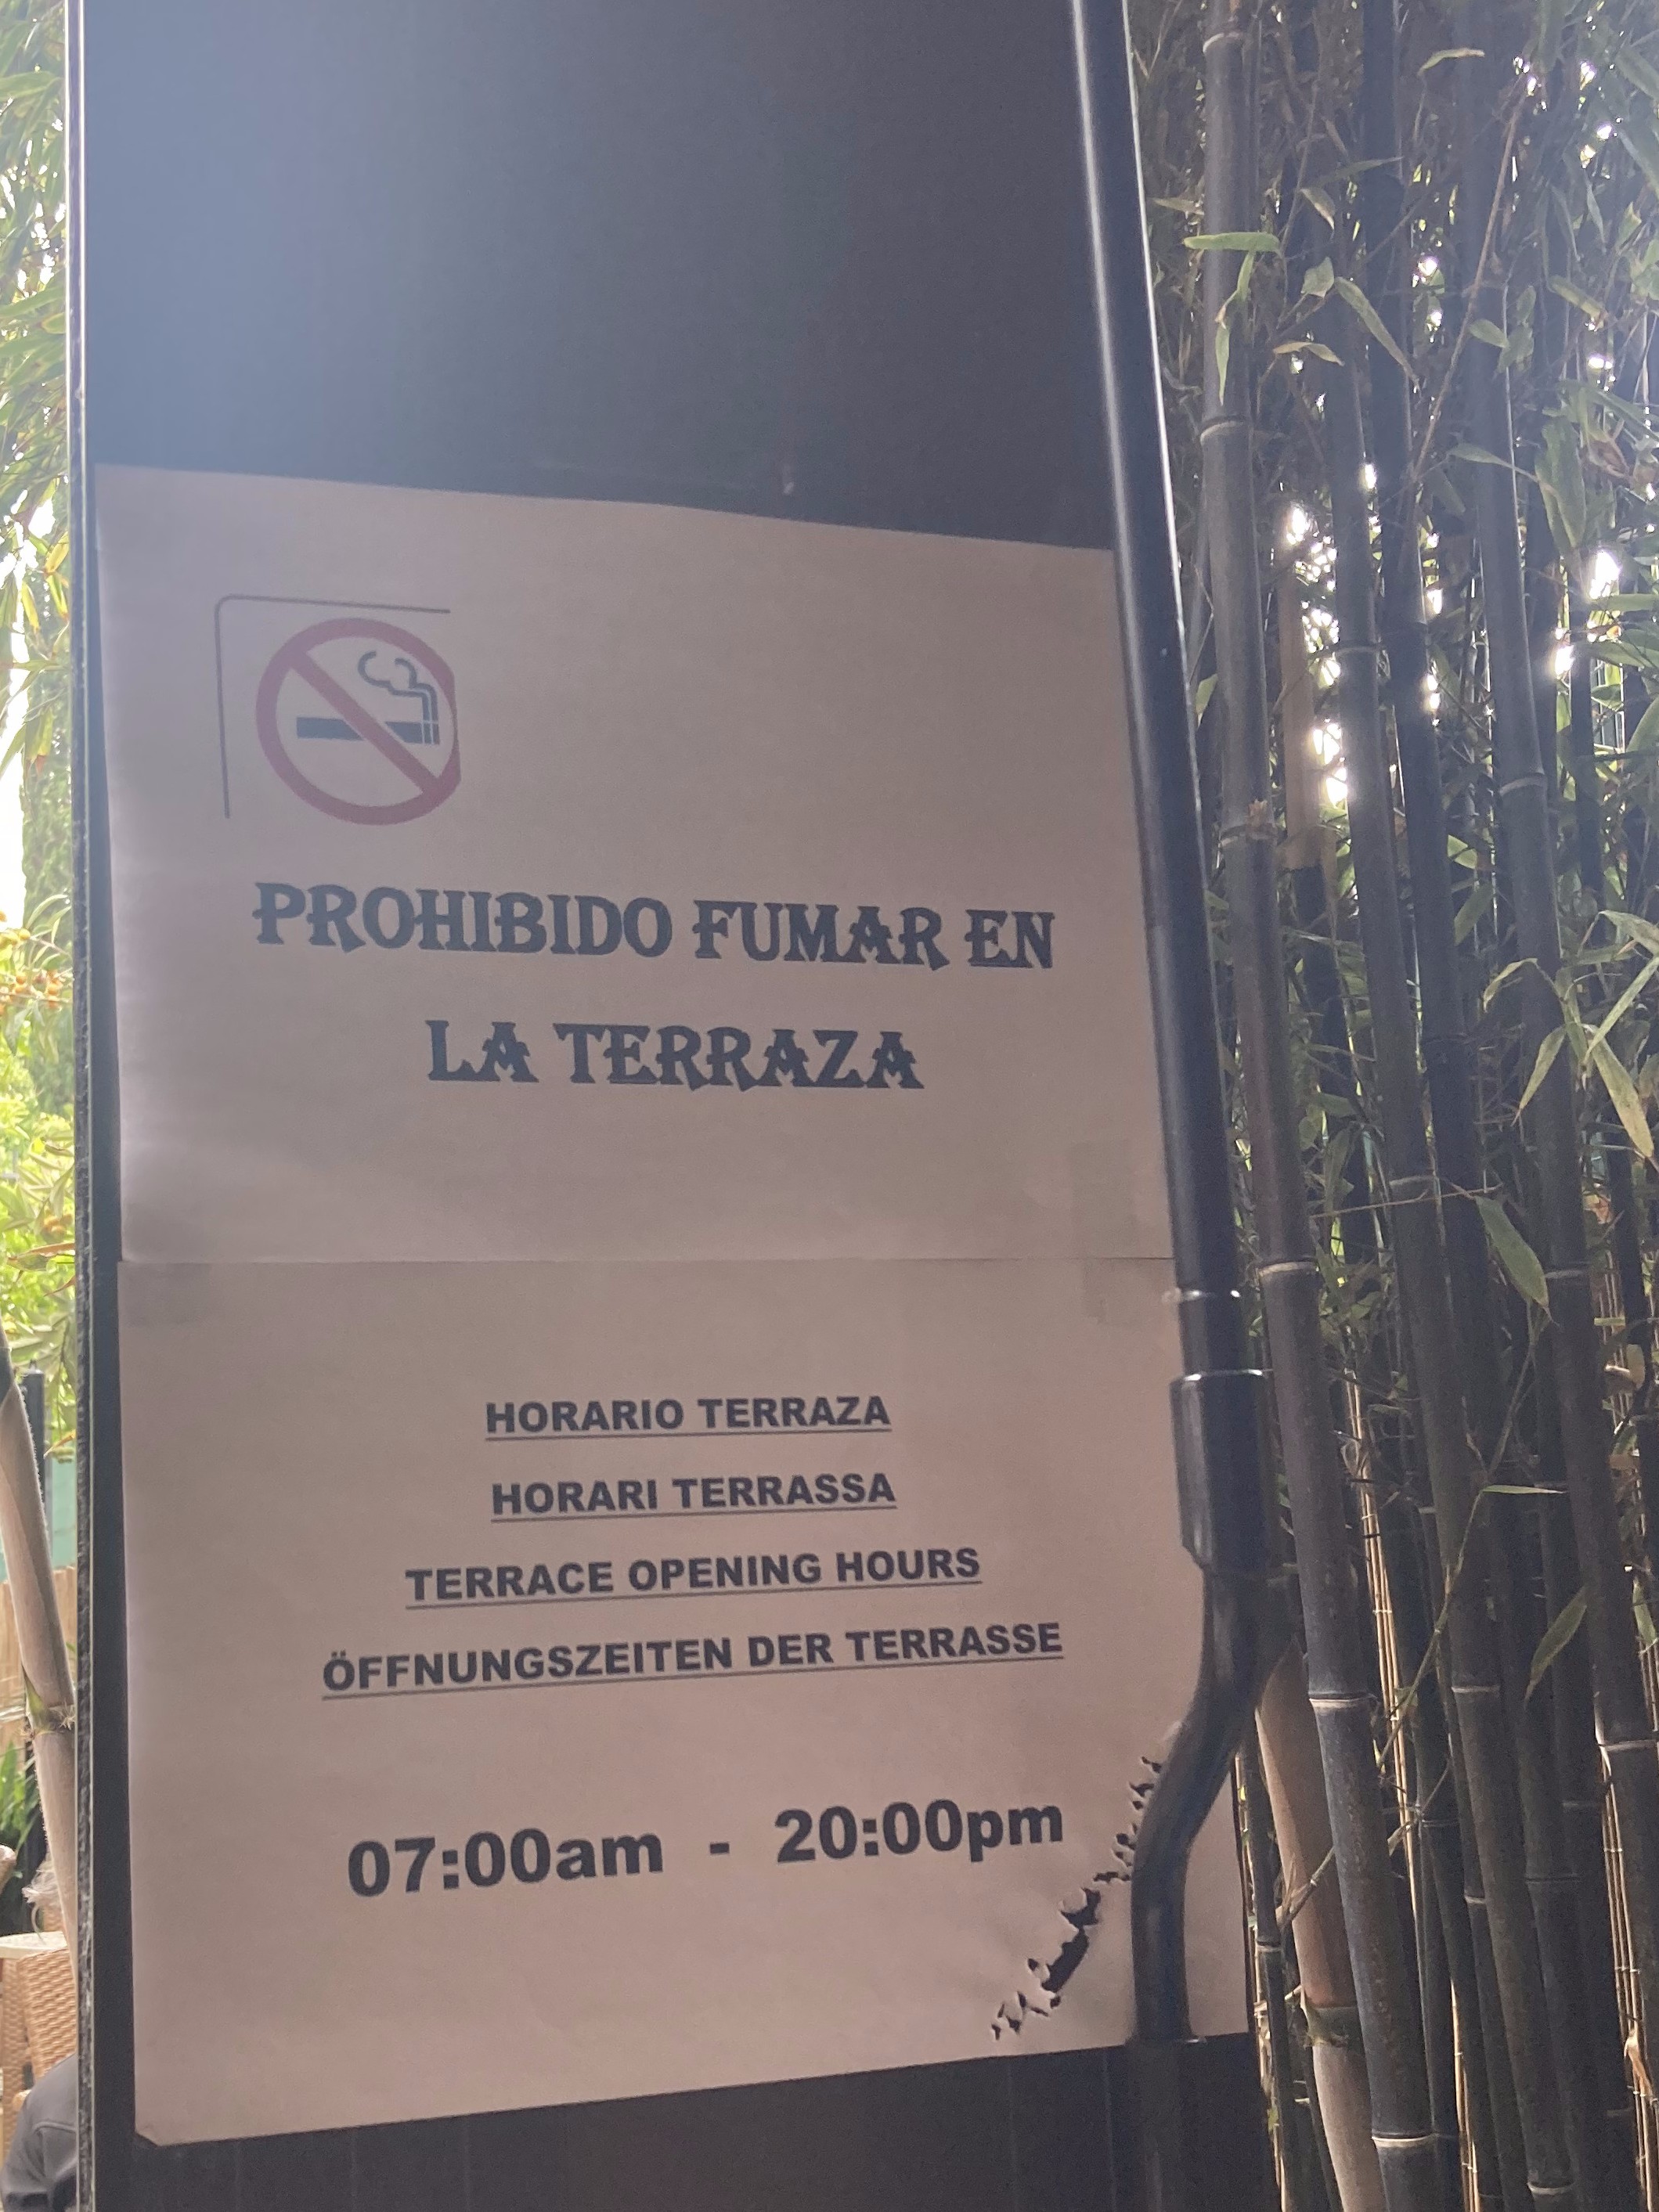 PROHIBIDO FUMAR EN
LA TERRAZA
HORARIO TERRAZA
HORARI TERRASSA
TERRACE OPENING HOURS
ÖFFNUNGSZEITEN DER TERRASSE
07:00am - 20:00pm